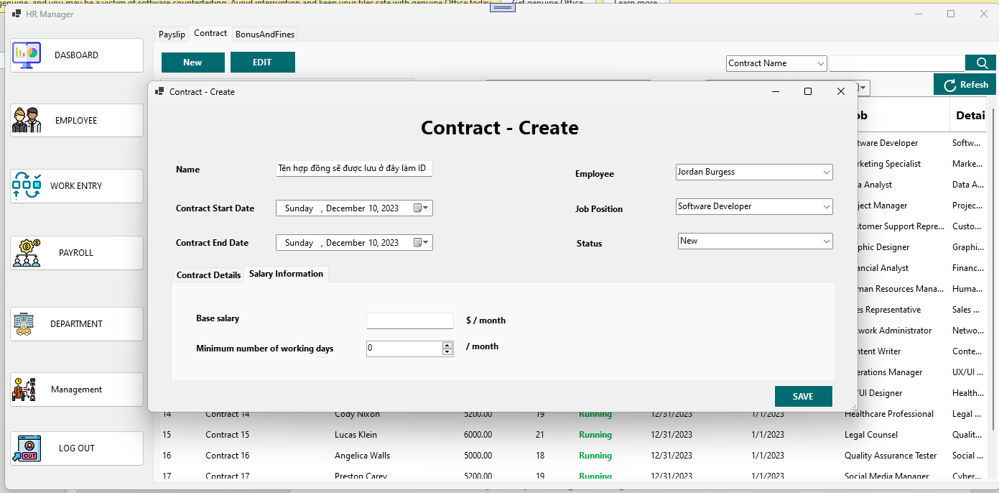 genuine, and you may be a victim of software counterfeiting. Avoid interruption and keep your files safe with genuine Office today.
Get genuine Office
Learn more
HR Manager
DASBOARD
EMPLOYEE
WORK ENTRY
PAYROLL
DEPARTMENT
Management
OUT
LOG OUT
Payslip Contract BonusAndFines
New EDIT
Contract Name
Refesh
Contract - Create
Contract - Create
Name Tên hợp đồng sẽ được lưu ở đây làm ID
Employee Jordan Burgess
Contract Start Date Sunday , December 10, 2023
Job Position Software Developer
Contract End Date Sunday , December 10, 2023
Status New
Contract Details Salary Information
Base salary $ / month
Minimum number of working days 0 / month
SAVE
ob Detai
tware Developer Softw...
rketing Specialist Marke...
a Analyst Data A...
ject Manager Projec...
stomer Support Repre... Custo...
phic Designer Graphi...
ancial Analyst Financ...
man Resources Mana... Huma...
es Representative Sales ...
work Administrator Netwo...
ntent Writer Conte...
erations Manager UX/UI ...
/UI Designer Health...
14 Contract 14 Cody Nixon 5200.00 19 Running 12/31/2023 1/1/2023 Healthcare Professional Legal ...
15 Contract 15 Lucas Klein 6000.00 21 Running 12/31/2023 1/1/2023 Legal Counsel Qualit...
16 Contract 16 Angelica Walls 5000.00 18 Running 12/31/2023 1/1/2023 Quality Assurance Tester Social ...
17 Contract 17 Preston Carey 5200.00 19 Running 12/31/2023 1/1/2023 Social Media Manager Cyber...